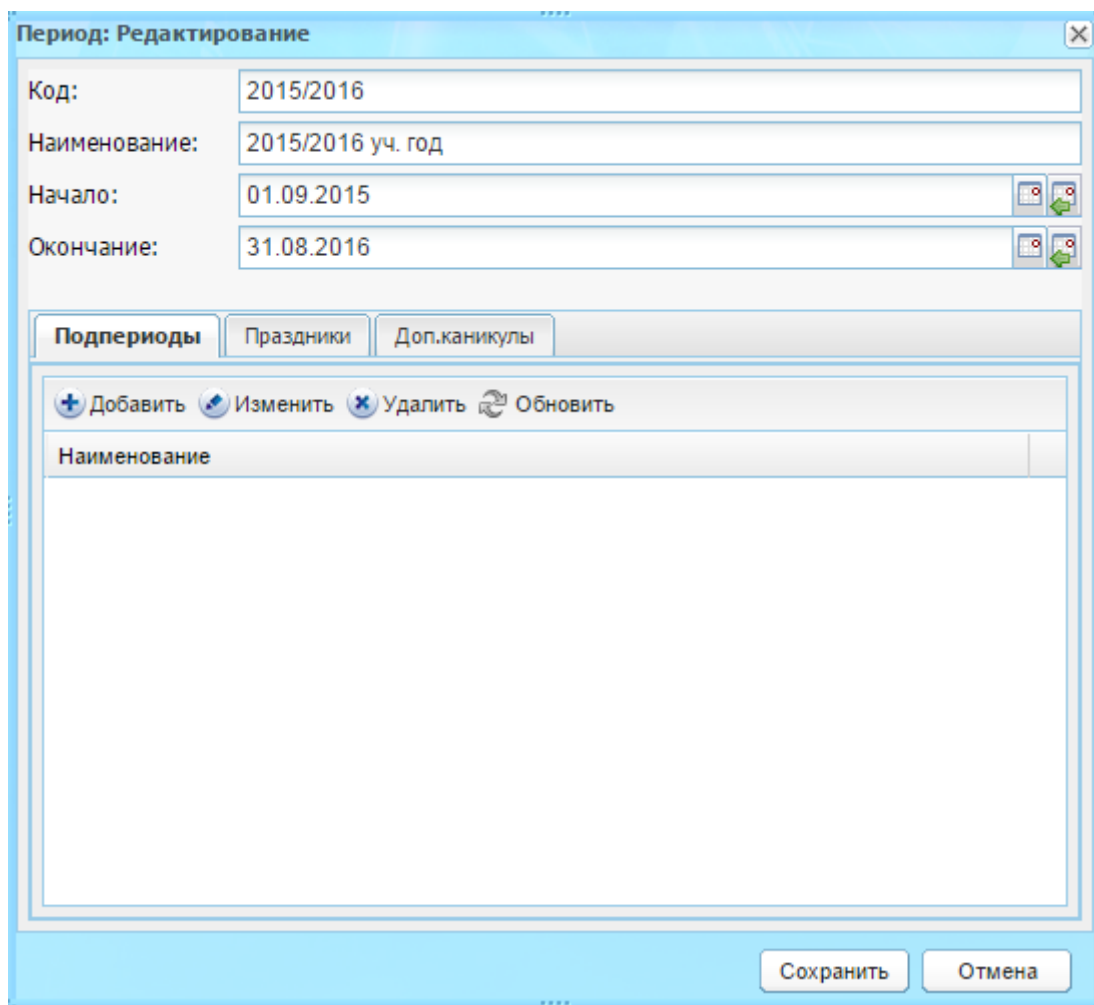 Период: Редактирование
Код: 2015/2016
Наименование: 2015/2016 уч. год
Начало: 01.09.2015
Окончание: 31.08.2016
Подпериоды Праздники Доп.каникулы
Добавить Изменить Удалить Обновить
Наименование
Сохранить Отмена